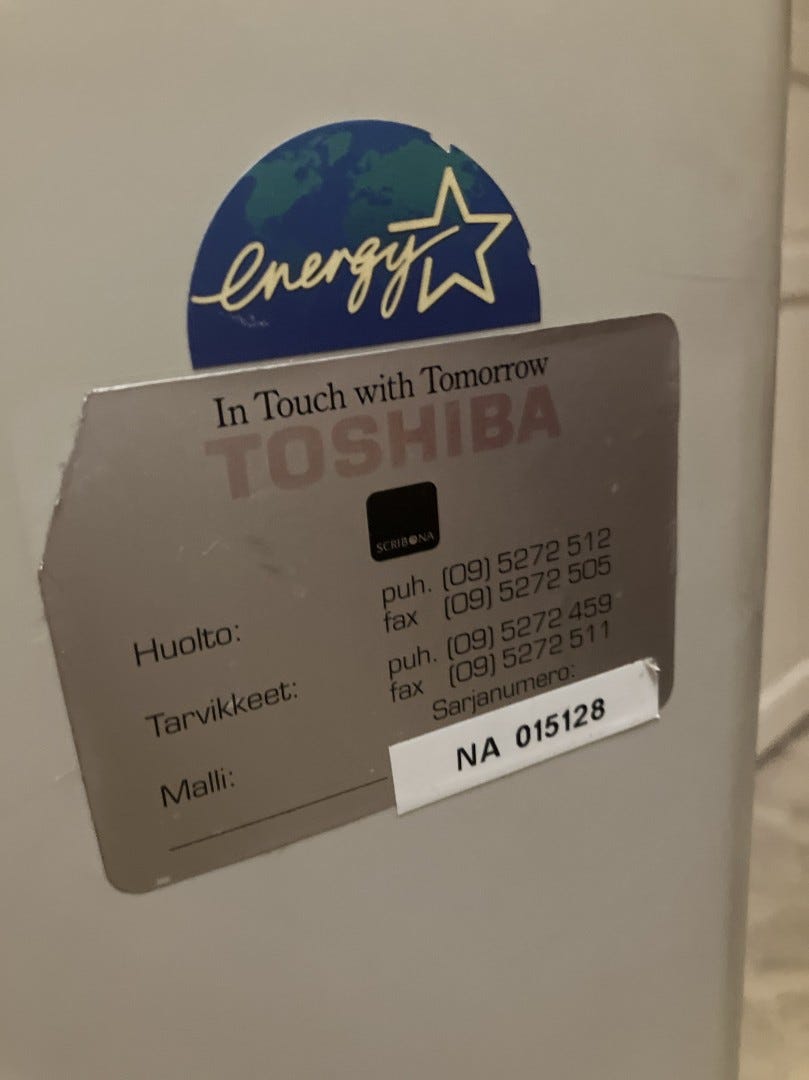 energy
In Touch with Tomorrow
TOSHIBA
SCRIBONA
Huolto: puh. (09) 5272 512
fax (09) 5272 505
Tarvikkeet: puh. (09) 5272 459
fax (09) 5272 511
Malli: Sarjanumero:
NA 015128